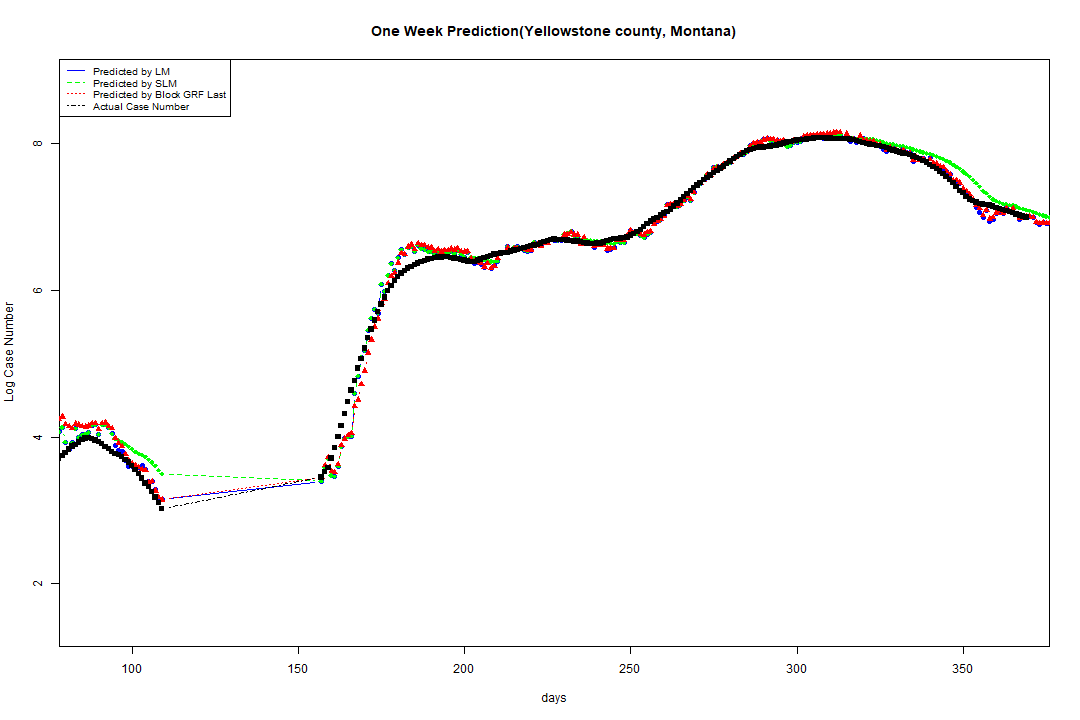 One Week Prediction(Yellowstone county, Montana)
Predicted by LM
Predicted by SLM
Predicted by Block GRF Last
Actual Case Number
8
6
4
2
Log Case Number
100 150 200 250 300 350
days